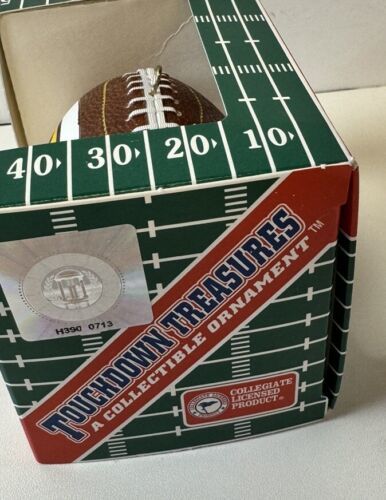 40 30 20 10
TOUCHDOWN TREASURES™
A COLLECTIBLE ORNAMENT
H390 0713
COLLEGIATE
LICENSED
PRODUCT®